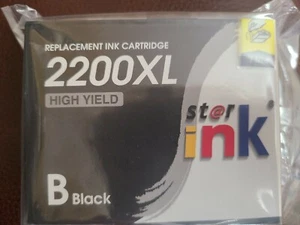 REPLACEMENT INK CARTRIDGE
2200XL
HIGH YIELD
st@r
ink
B Black